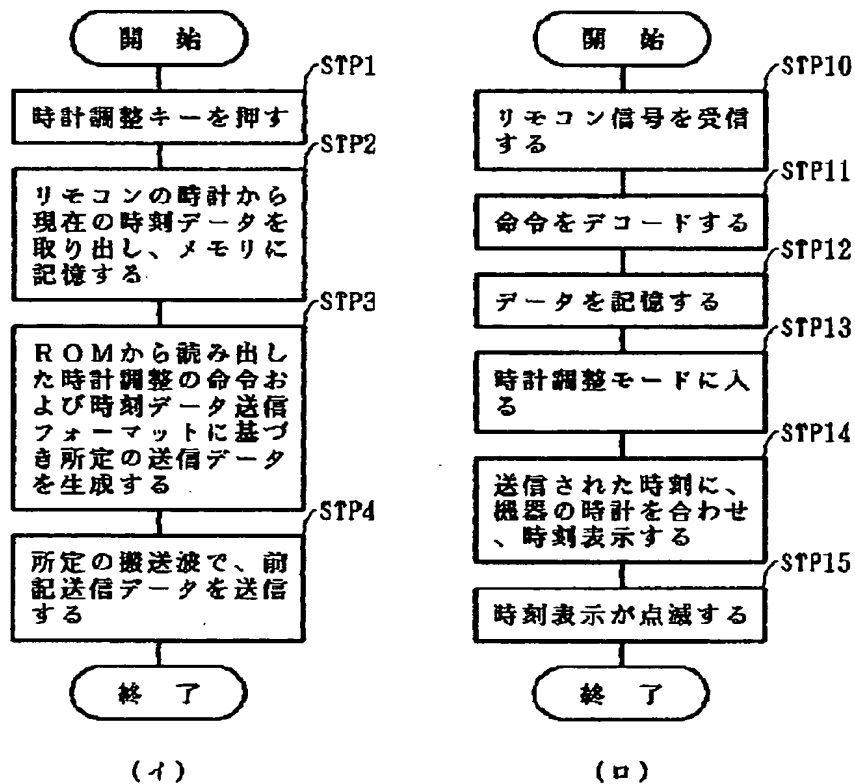 開 始
STP1
時計調整キーを押す
STP2
リモコンの時計から
現在の時刻データを
取り出し、メモリに
記憶する
STP3
ROMから読み出し
た時計調整の命令お
よび時刻データ送信
フォーマットに基づ
き所定の送信データ
を生成する
STP4
所定の搬送波で、前
記送信データを送信
する
終 了
(イ)
開 始
STP10
リモコン信号を受信
する
STP11
命令をデコードする
STP12
データを記憶する
STP13
時計調整モードに入
る
STP14
送信された時刻に、
機器の時計を合わせ
、時刻表示する
STP15
時刻表示が点滅する
終 了
(ロ)